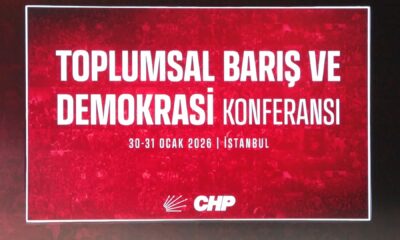 TOPLUMSAL BARIŞ VE
DEMOKRASİ KONFERANSI
30-31 OCAK 2026 | İSTANBUL
CHP